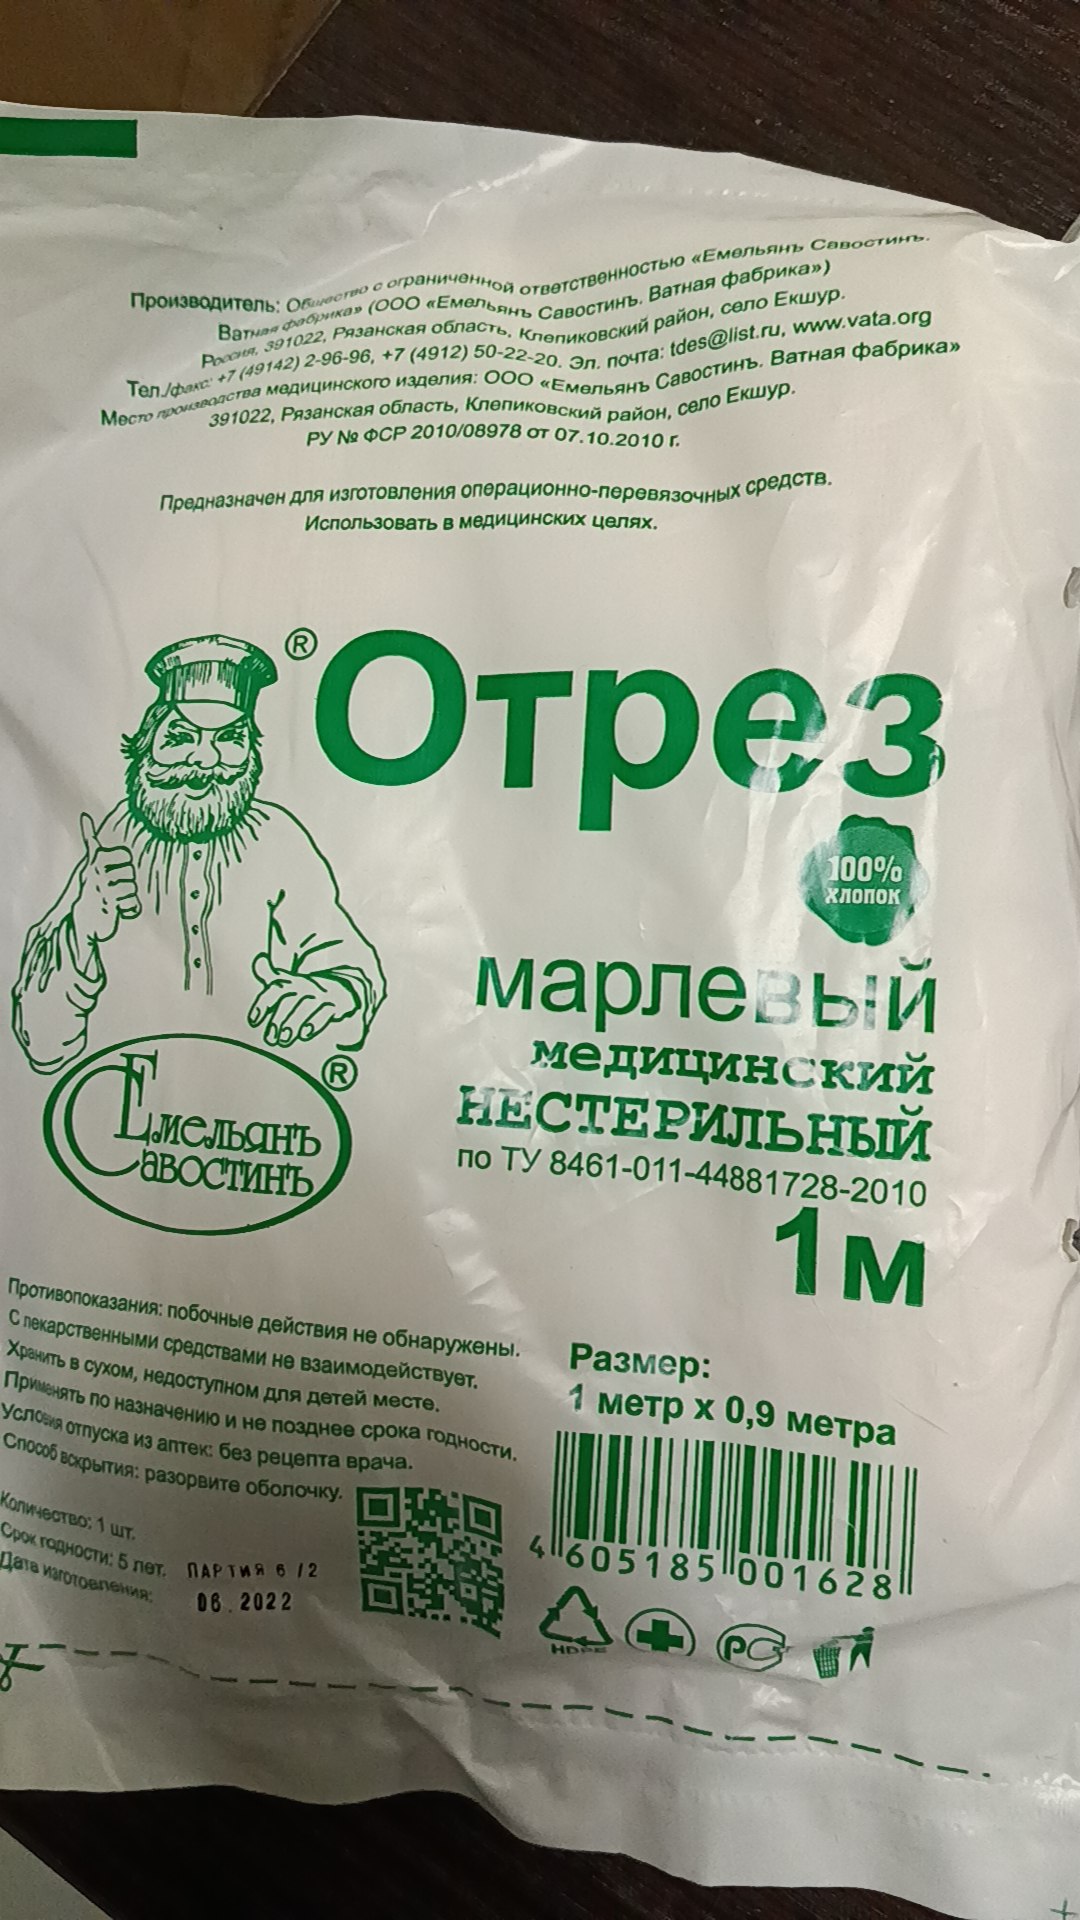 Производитель: Общество с ограниченной ответственностью «Емельянъ Савостинъ.
Ватная фабрика» (ООО «Емельянъ Савостинъ. Ватная фабрика»)
Россия, 391022, Рязанская область, Клепиковский район, село Екшур.
Тел./факс: +7 (49142) 2-96-96, +7 (4912) 50-22-20. Эл. почта: tdes@list.ru, www.vata.org
Место производства медицинского изделия: ООО «Емельянъ Савостинъ. Ватная фабрика»
391022, Рязанская область, Клепиковский район, село Екшур.
РУ № ФСР 2010/08978 от 07.10.2010 г.
Предназначен для изготовления операционно-перевязочных средств.
Использовать в медицинских целях.
® Отрез
100%
хлопок
марлевый
медицинский
НЕСТЕРИЛЬНЫЙ
по ТУ 8461-011-44881728-2010
1м
®
Емельянъ
Савостинъ
Противопоказания: побочные действия не обнаружены.
С лекарственными средствами не взаимодействует.
Хранить в сухом, недоступном для детей месте.
Применять по назначению и не позднее срока годности.
Условия отпуска из аптек: без рецепта врача.
Способ вскрытия: разорвите оболочку.
Количество: 1 шт.
Срок годности: 5 лет.
Дата изготовления:
ПАРТИЯ 6 /2
06.2022
Размер:
1 метр х 0,9 метра
4 605185 001628
HDPE
РС